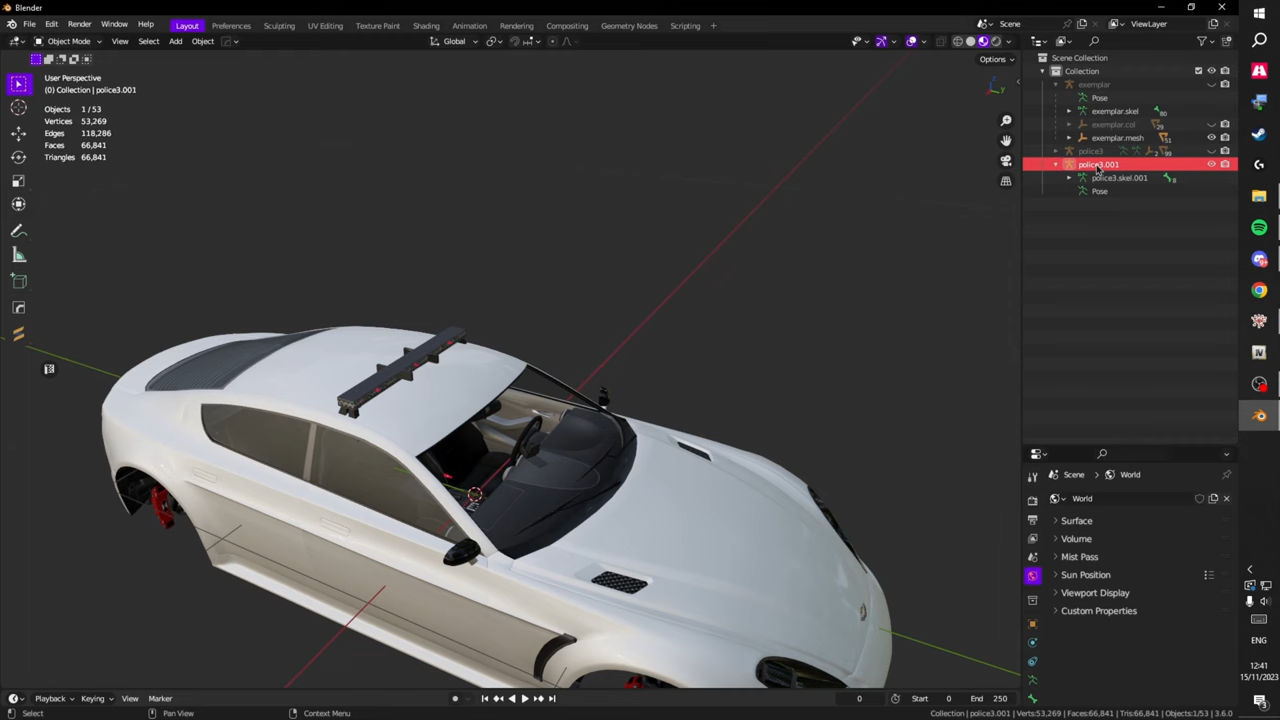 Blender
File Edit Render Window Help Layout Preferences Sculpting UV Editing Texture Paint Shading Animation Rendering Compositing Geometry Nodes Scripting + Scene ViewLayer
Object Mode View Select Add Object Global
Options
User Perspective
(0) Collection | police3.001
Objects 1 / 53
Vertices 53,269
Edges 118,286
Faces 66,841
Triangles 66,841
Scene Collection
Collection
exemplar
Pose
exemplar.skel 80
exemplar.col 29
exemplar.mesh 51
police3 2 99
police3.001
police3.skel.001 8
Pose
Scene World
World
Surface
Volume
Mist Pass
Sun Position
Viewport Display
Custom Properties
ENG
12:41
15/11/2023
Playback Keying View Marker 0 Start 0 End 250
Select Pan View Context Menu Collection | police3.001 | Verts:53,269 | Faces:66,841 | Tris:66,841 | Objects:1/53 | 3.6.0